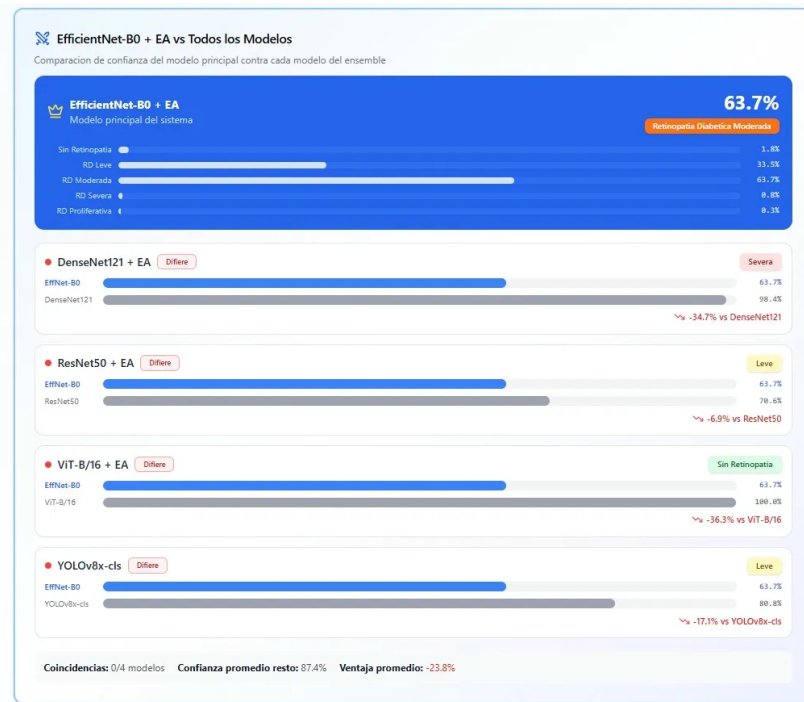 EfficientNet-B0 + EA vs Todos los Modelos
Comparacion de confianza del modelo principal contra cada modelo del ensemble
EfficientNet-B0 + EA 63.7%
Modelo principal del sistema Retinopatia Diabetica Moderada
Sin Retinopatia 1.8%
RD Leve 33.5%
RD Moderada 63.7%
RD Severa 0.8%
RD Proliferativa 0.3%
DenseNet121 + EA Difiere Severa
EffNet-B0 63.7%
DenseNet121 98.4%
-34.7% vs DenseNet121
ResNet50 + EA Difiere Leve
EffNet-B0 63.7%
ResNet50 70.6%
-6.9% vs ResNet50
ViT-B/16 + EA Difiere Sin Retinopatia
EffNet-B0 63.7%
ViT-B/16 100.0%
-36.3% vs ViT-B/16
YOLOv8x-cls Difiere Leve
EffNet-B0 63.7%
YOLOv8x-cls 80.8%
-17.1% vs YOLOv8x-cls
Coincidencias: 0/4 modelos Confianza promedio resto: 87.4% Ventaja promedio: -23.8%